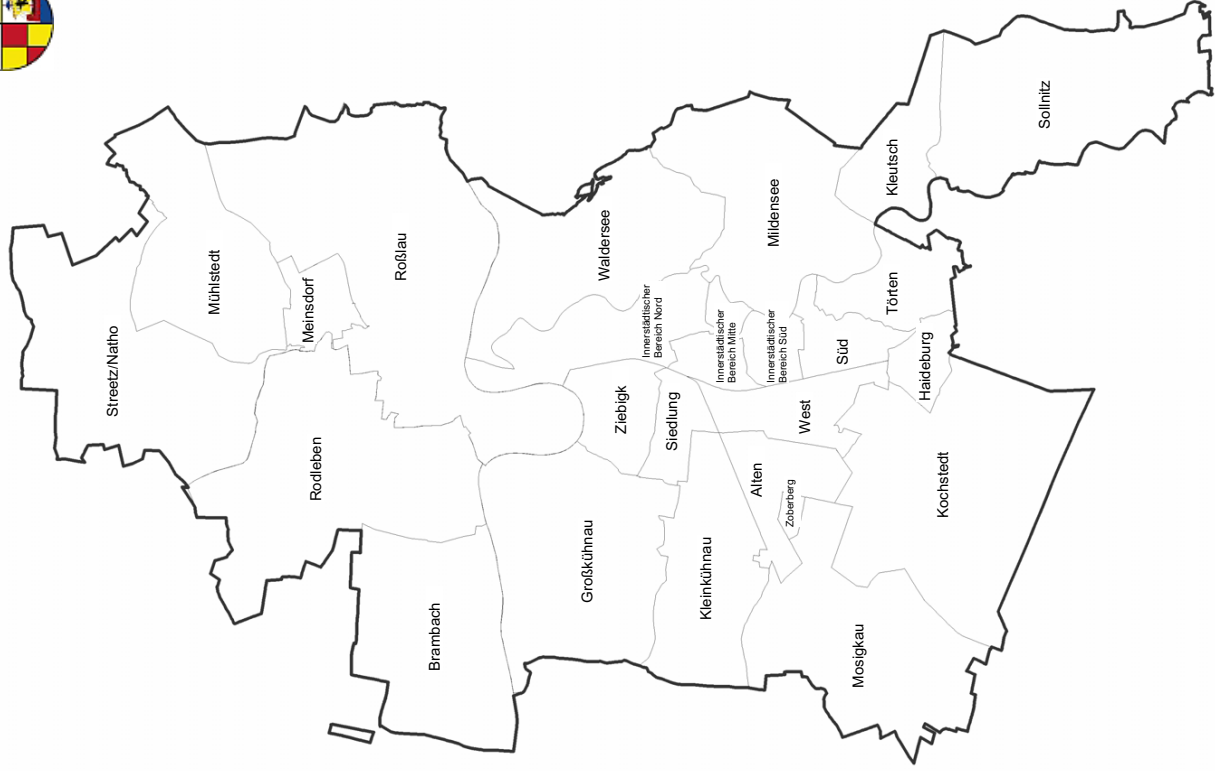 Streetz/Natho
Mühlstedt
Meinsdorf
Roßlau
Rodleben
Brambach
Waldersee
Mildensee
Kleutsch
Sollnitz
Törten
Haideburg
Süd
Innerstädtischer
Bereich Nord
Innerstädtischer
Bereich Mitte
Innerstädtischer
Bereich Süd
Ziebigk
Siedlung
West
Alten
Zoberberg
Kochstedt
Großkühnau
Kleinkühnau
Mosigkau